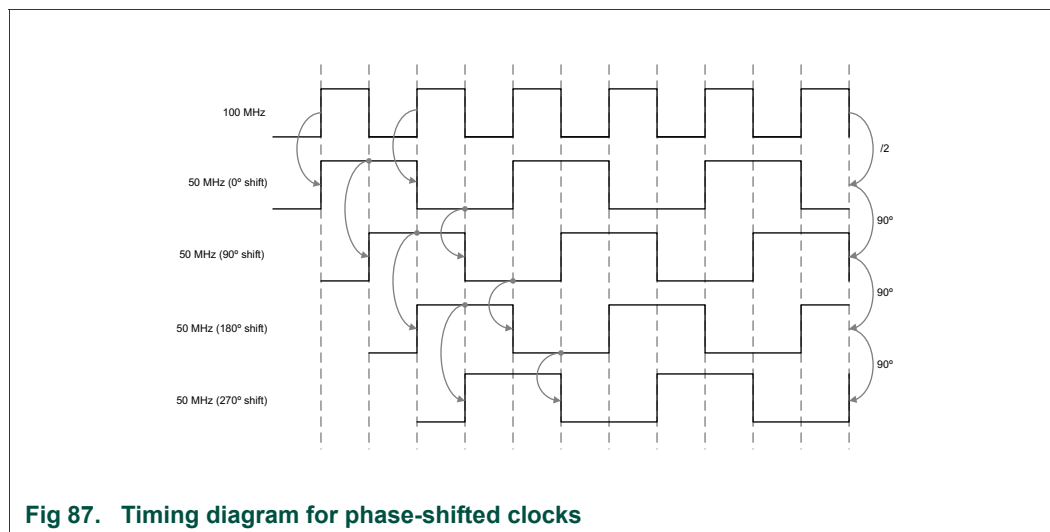 100 MHz
/2
50 MHz (0º shift)
90º
50 MHz (90º shift)
90º
50 MHz (180º shift)
90º
50 MHz (270º shift)
Fig 87. Timing diagram for phase-shifted clocks